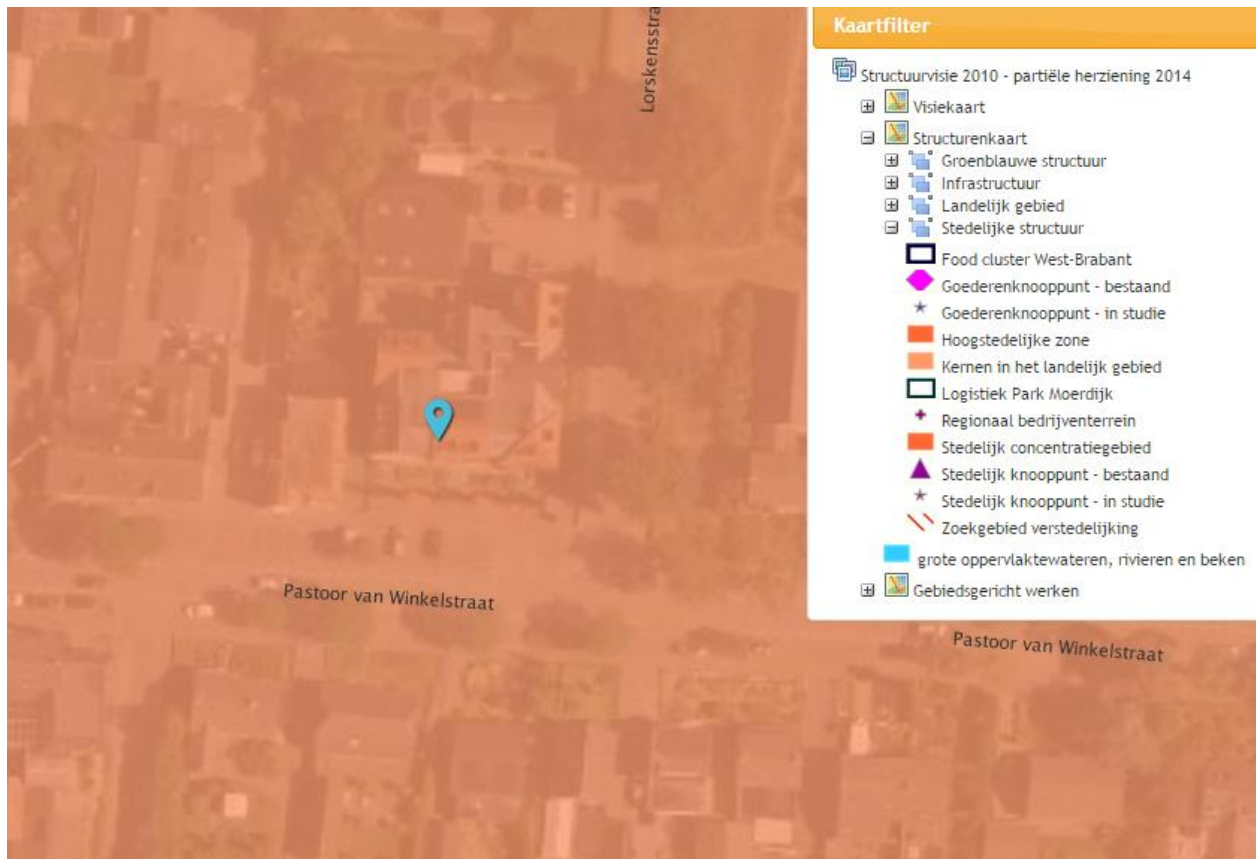 Lorskensstra
Kaartfilter
Structuurvisie 2010 - partiële herziening 2014
Visiekaart
Structurenkaart
Groenblauwe structuur
Infrastructuur
Landelijk gebied
Stedelijke structuur
Food cluster West-Brabant
Goederenknooppunt - bestaand
Goederenknooppunt - in studie
Hoogstedelijke zone
Kernen in het landelijk gebied
Logistiek Park Moerdijk
Regionaal bedrijventerrein
Stedelijk concentratiegebied
Stedelijk knooppunt - bestaand
Stedelijk knooppunt - in studie
Zoekgebied verstedelijking
grote oppervlaktewateren, rivieren en beken
Gebiedsgericht werken
Pastoor van Winkelstraat
Pastoor van Winkelstraat